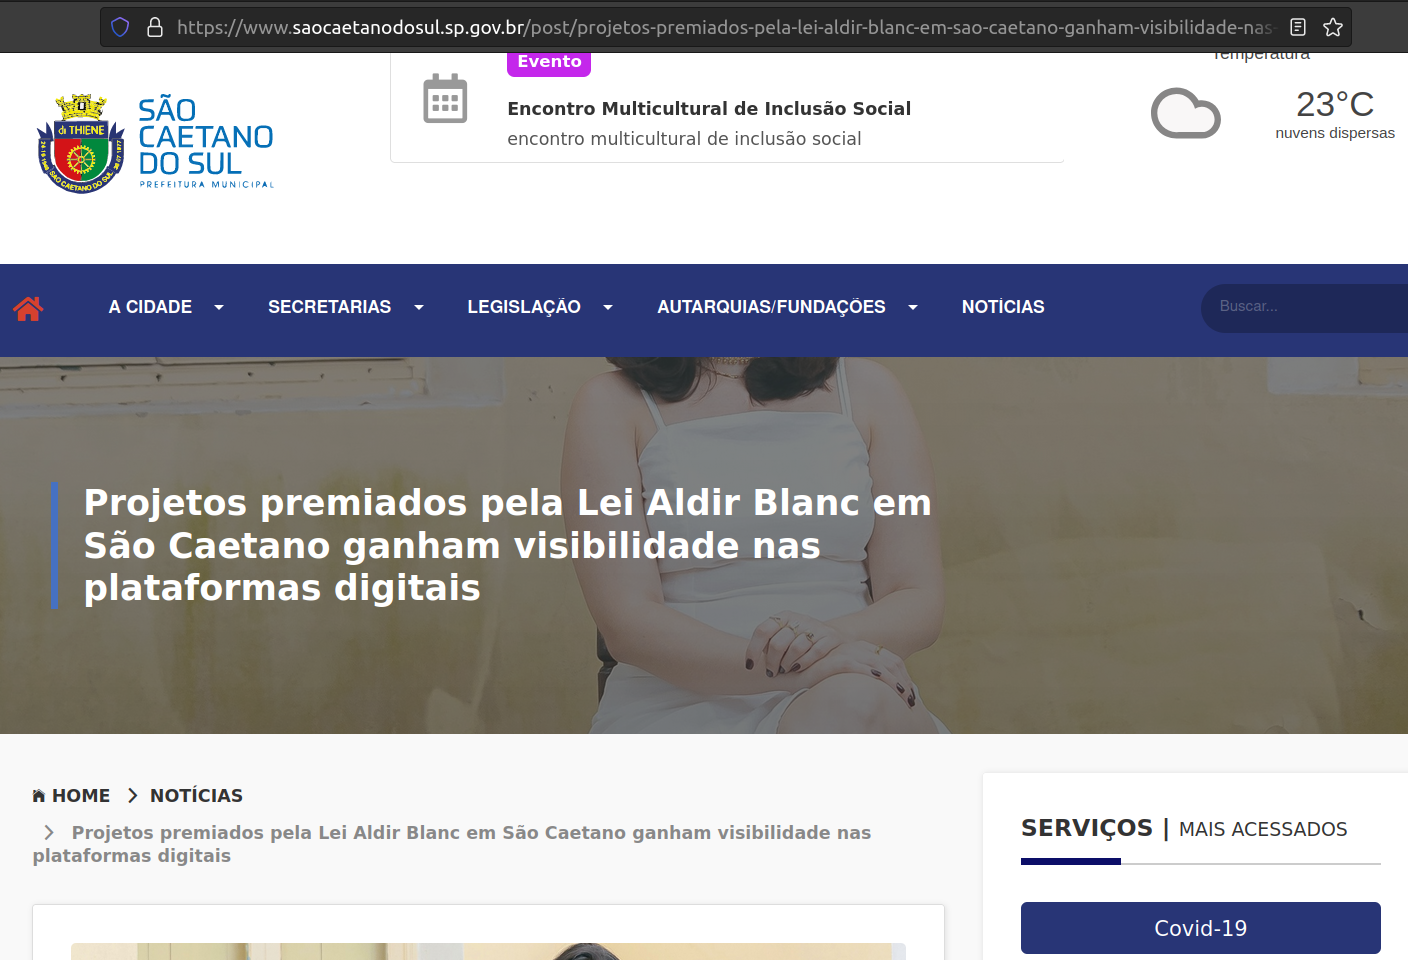 https://www.saocaetanodosul.sp.gov.br/post/projetos-premiados-pela-lei-aldir-blanc-em-sao-caetano-ganham-visibilidade-nas-
Evento
Encontro Multicultural de Inclusão Social
encontro multicultural de inclusão social
Temperatura
23°C
nuvens dispersas
di THIENE
SÃO CAETANO DO SUL
SÃO
CAETANO
DO SUL
PREFEITURA MUNICIPAL
A CIDADE
SECRETARIAS
LEGISLAÇÃO
AUTARQUIAS/FUNDAÇÕES
NOTÍCIAS
Buscar...
Projetos premiados pela Lei Aldir Blanc em
São Caetano ganham visibilidade nas
plataformas digitais
HOME > NOTÍCIAS
> Projetos premiados pela Lei Aldir Blanc em São Caetano ganham visibilidade nas
plataformas digitais
SERVIÇOS | MAIS ACESSADOS
Covid-19